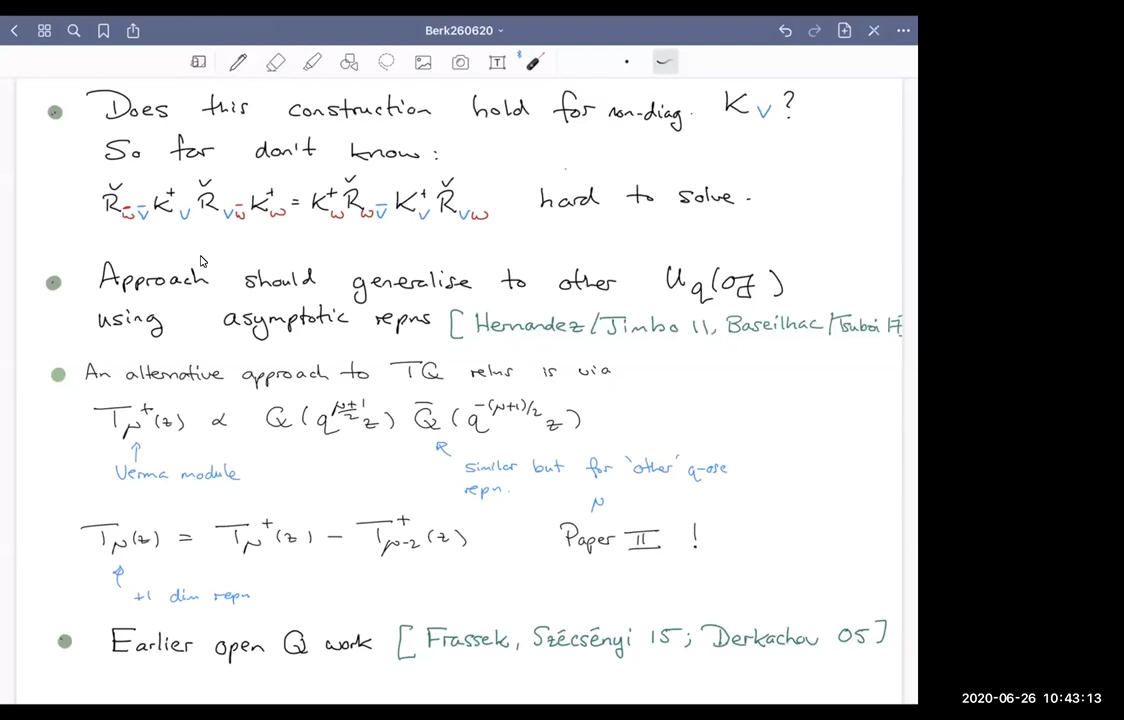 Berk260620
Does this construction hold for non-diag. K_V?
So far don't know:
Ř_{w̄ v̄} K⁺_v Ř_{v w̄} K⁺_w = K⁺_w Ř_{w v̄} K⁺_v Ř_{vw} hard to solve.
Approach should generalise to other U_q(𝔤)
using asymptotic repns [Hernandez/Jimbo 11, Baseilhac/Tsuboi 17
An alternative approach to TQ relns is via
T_μ⁺(z) ∝ Q(q^{(μ+1)/2} z) Q̄(q^{-(μ+1)/2} z)
Verma module
similar but for 'other' q-osc
repn.
μ
T_μ(z) = T_μ⁺(z) - T⁺_{μ-2}(z) Paper II !
+1 dim repn
Earlier open Q work [Frassek, Szécsényi 15; Derkachov 05]
2020-06-26 10:43:13